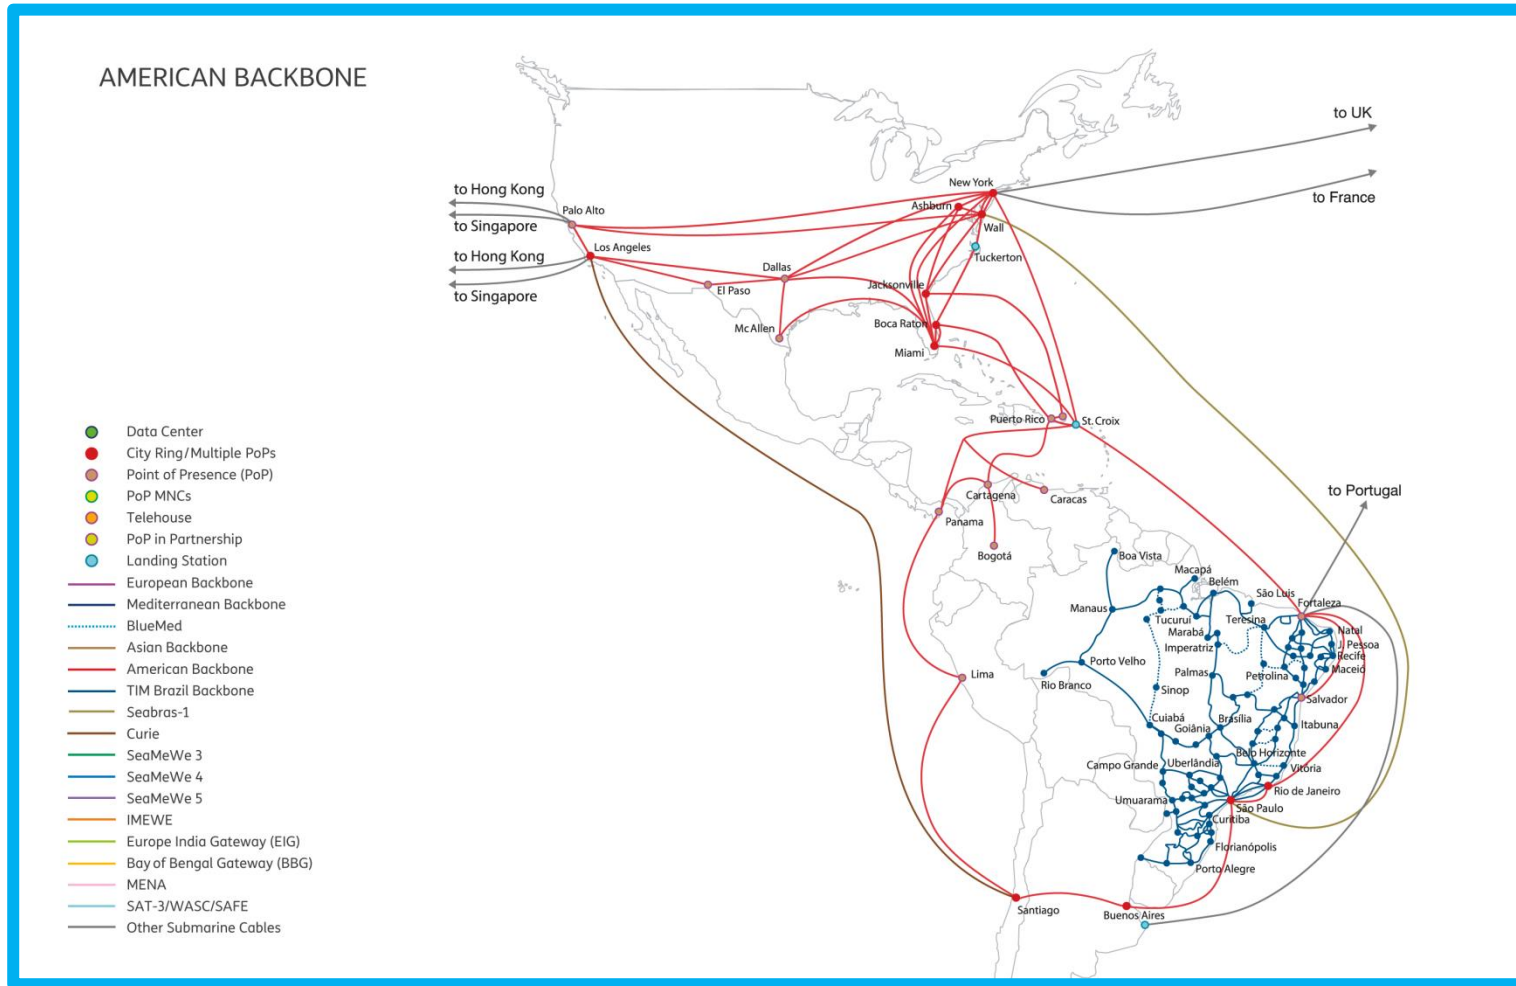 AMERICAN BACKBONE
to UK
to France
to Hong Kong
to Singapore
to Hong Kong
to Singapore
New York
Ashburn
Wall
Tuckerton
Palo Alto
Los Angeles
Dallas
El Paso
Mc Allen
Jacksonville
Boca Raton
Miami
Puerto Rico
St. Croix
Cartagena
Caracas
Panama
Bogotá
to Portugal
Boa Vista
Macapá
Belém
São Luis
Fortaleza
Manaus
Tucuruí
Teresina
Natal
Marabá
J. Pessoa
Imperatriz
Recife
Porto Velho
Maceió
Palmas
Petrolina
Lima
Rio Branco
Sinop
Salvador
Cuiabá
Brasília
Itabuna
Goiânia
Belo Horizonte
Campo Grande
Uberlândia
Vitória
Rio de Janeiro
Umuarama
São Paulo
Curitiba
Florianópolis
Porto Alegre
Santiago
Buenos Aires
Data Center
City Ring/Multiple PoPs
Point of Presence (PoP)
PoP MNCs
Telehouse
PoP in Partnership
Landing Station
European Backbone
Mediterranean Backbone
BlueMed
Asian Backbone
American Backbone
TIM Brazil Backbone
Seabras-1
Curie
SeaMeWe 3
SeaMeWe 4
SeaMeWe 5
IMEWE
Europe India Gateway (EIG)
Bay of Bengal Gateway (BBG)
MENA
SAT-3/WASC/SAFE
Other Submarine Cables